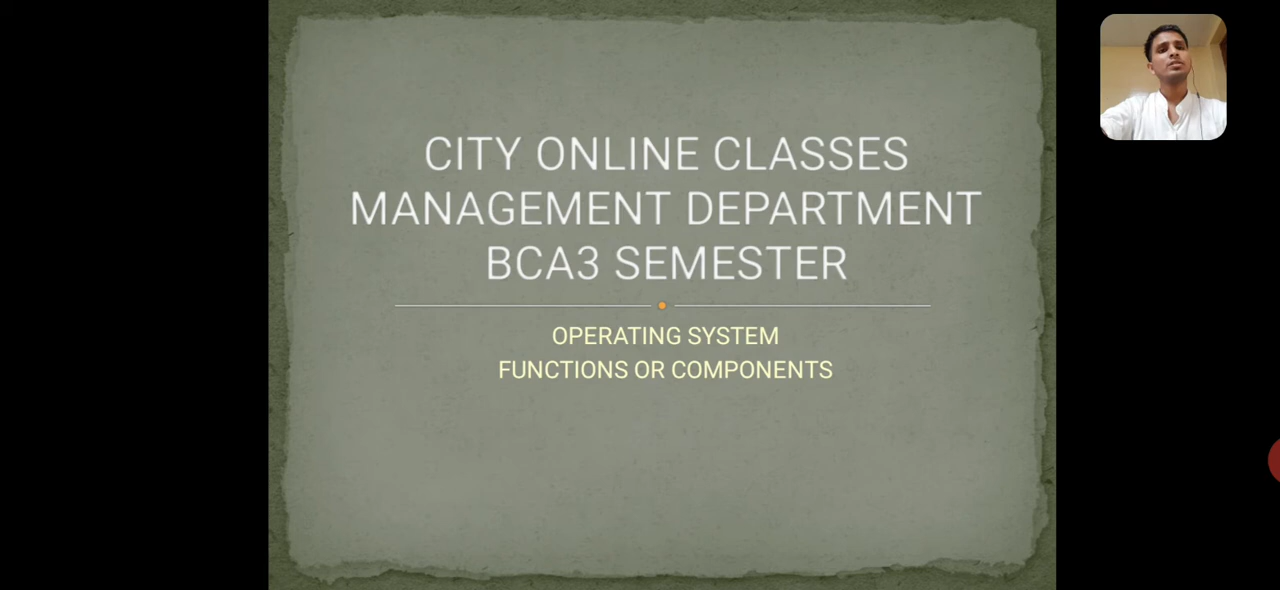 CITY ONLINE CLASSES
MANAGEMENT DEPARTMENT
BCA3 SEMESTER
OPERATING SYSTEM
FUNCTIONS OR COMPONENTS